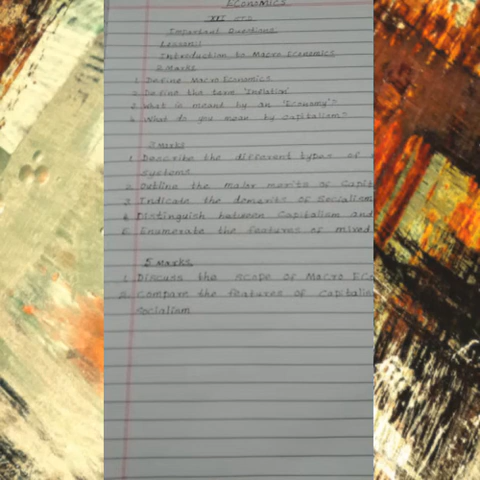 Economics
XII std
Important Questions
Lesson 1
Introduction to Macro Economics
2 Marks
1. Define Macro Economics
2. Define the term 'Inflation'
3. What is meant by an 'Economy'?
4. What do you mean by Capitalism?
3 Marks
1. Describe the different types of
systems
2. Outline the major merits of Capit
3. Indicate the demerits of Socialism
4. Distinguish between Capitalism and
5. Enumerate the features of mixed
5 Marks
1. Discuss the scope of Macro Eco
2. Compare the features of Capitalis
Socialism